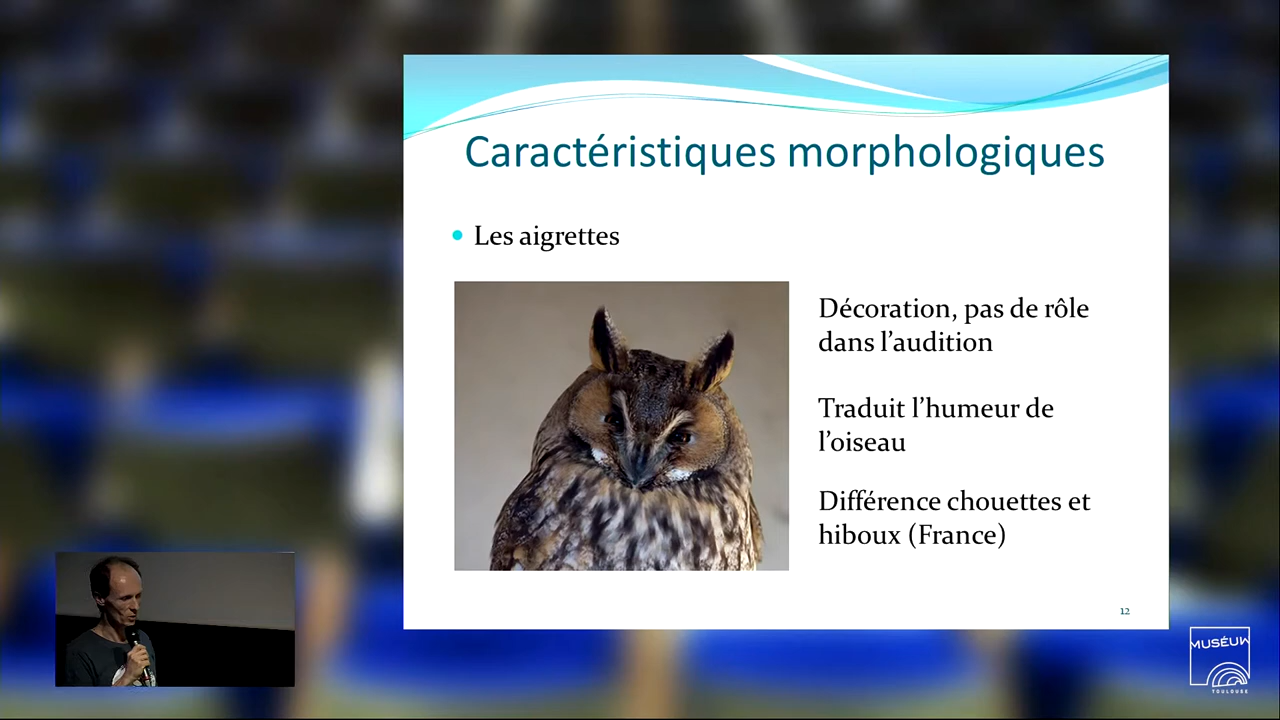 Caractéristiques morphologiques
Les aigrettes
Décoration, pas de rôle
dans l’audition
Traduit l’humeur de
l’oiseau
Différence chouettes et
hiboux (France)
12
MUSÉUM
TOULOUSE